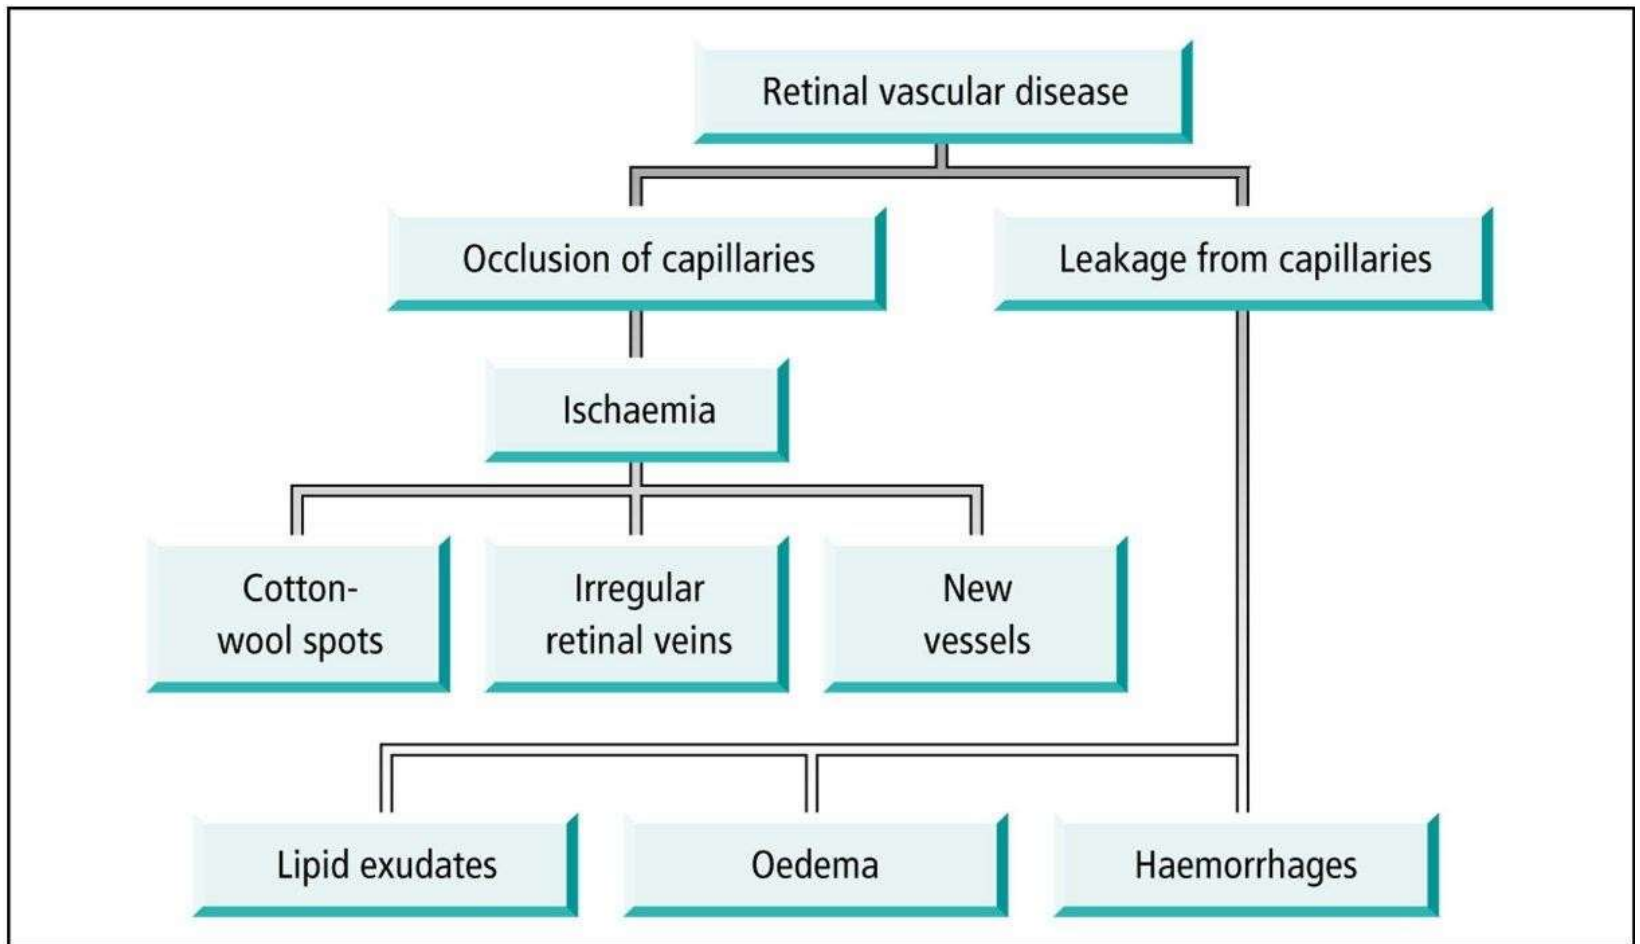 Retinal vascular disease
Occlusion of capillaries
Leakage from capillaries
Ischaemia
Cotton-
wool spots
Irregular
retinal veins
New
vessels
Lipid exudates
Oedema
Haemorrhages